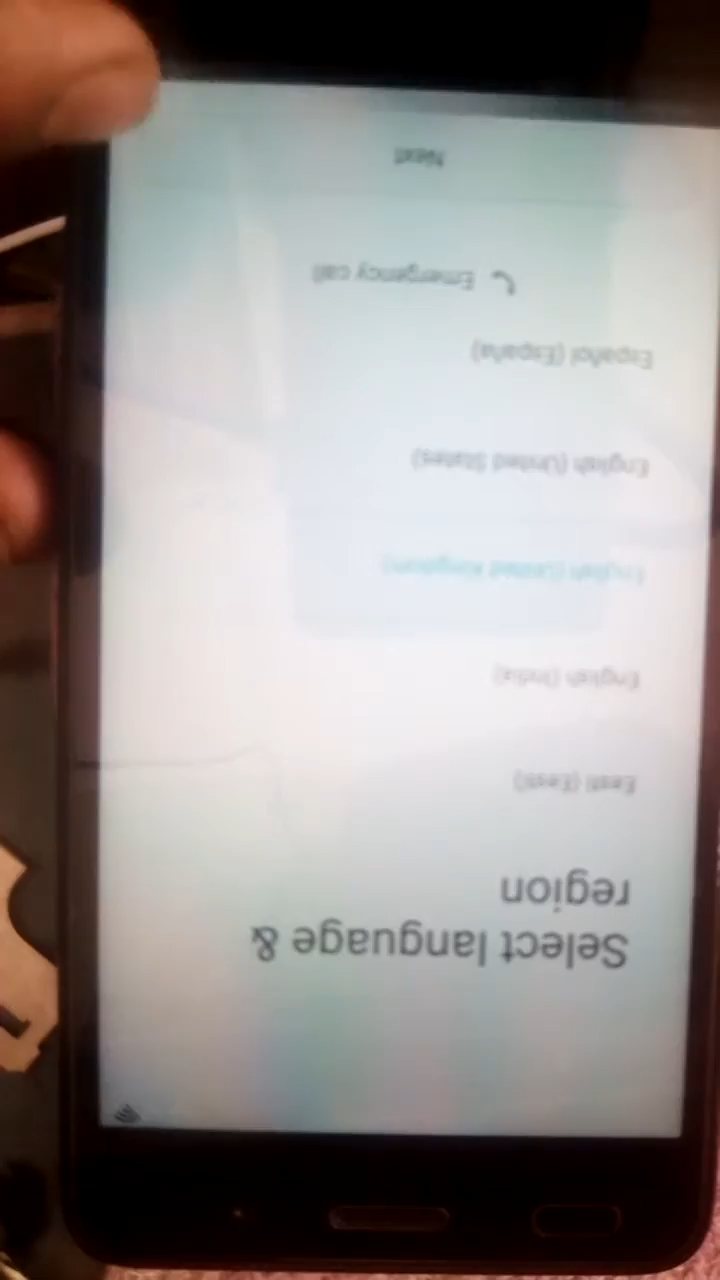 Select language &
region
Eesti (Eesti)
English (India)
English (United Kingdom)
English (United States)
Español (España)
Emergency call
Next